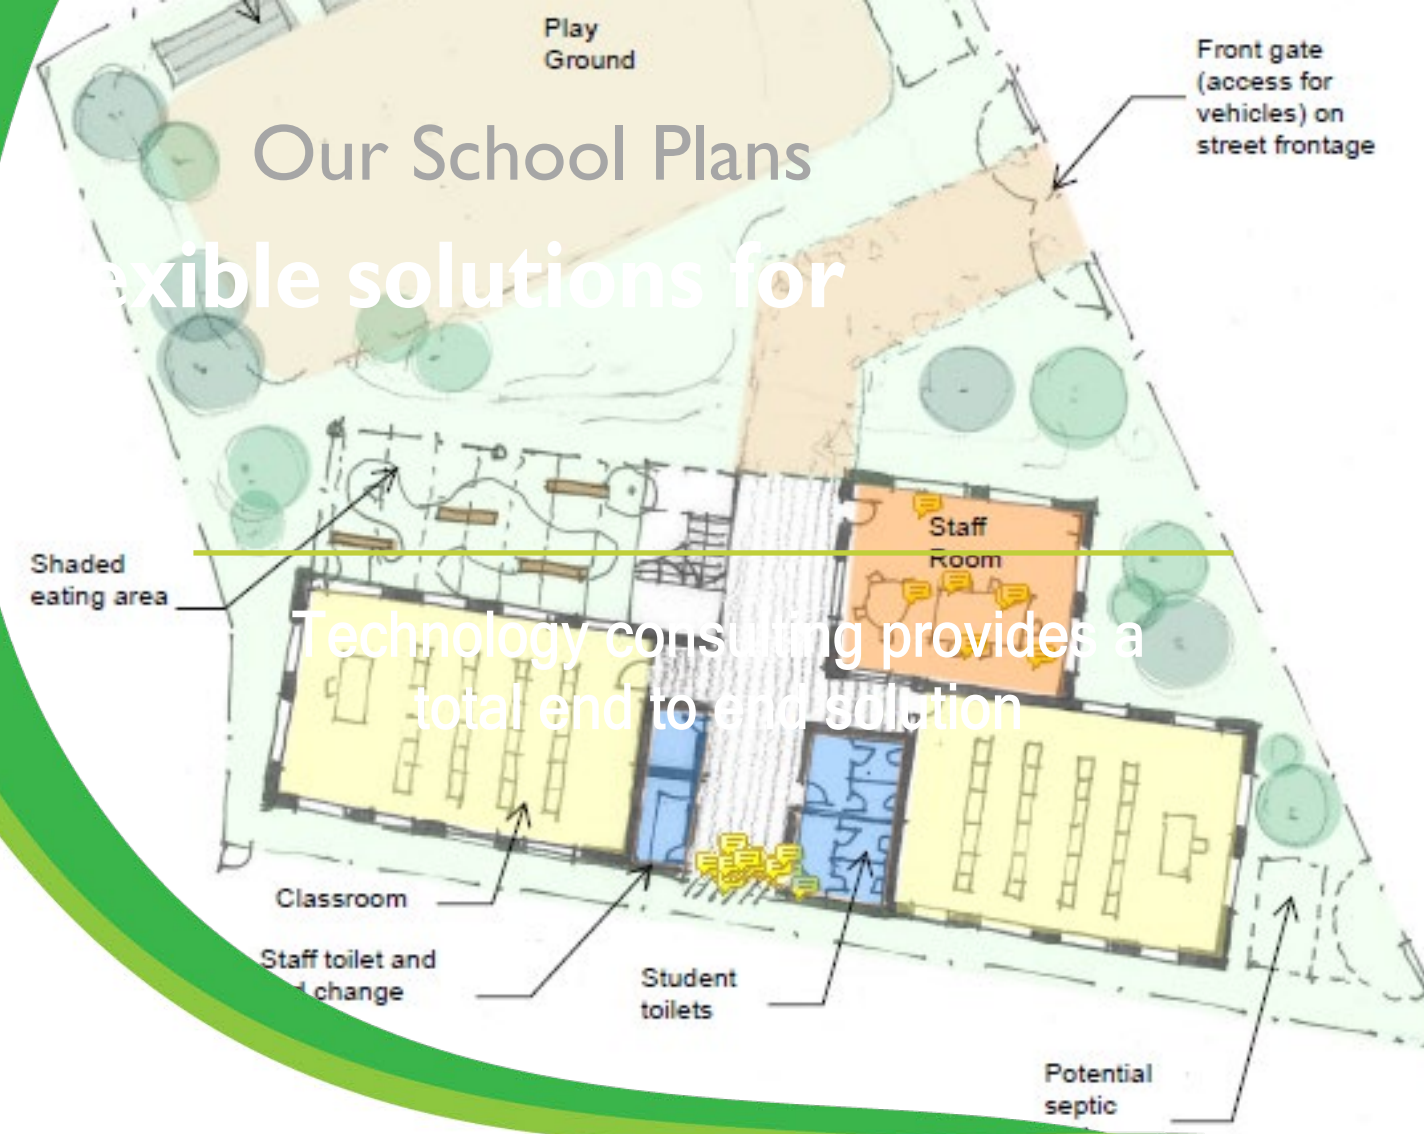 Play
Ground
Front gate
(access for
vehicles) on
street frontage
Our School Plans
exible solutions for
Staff
Room
Shaded
eating area
Technology consulting provides a
total end to end solution
Classroom
Staff toilet and
change
Student
toilets
Potential
septic